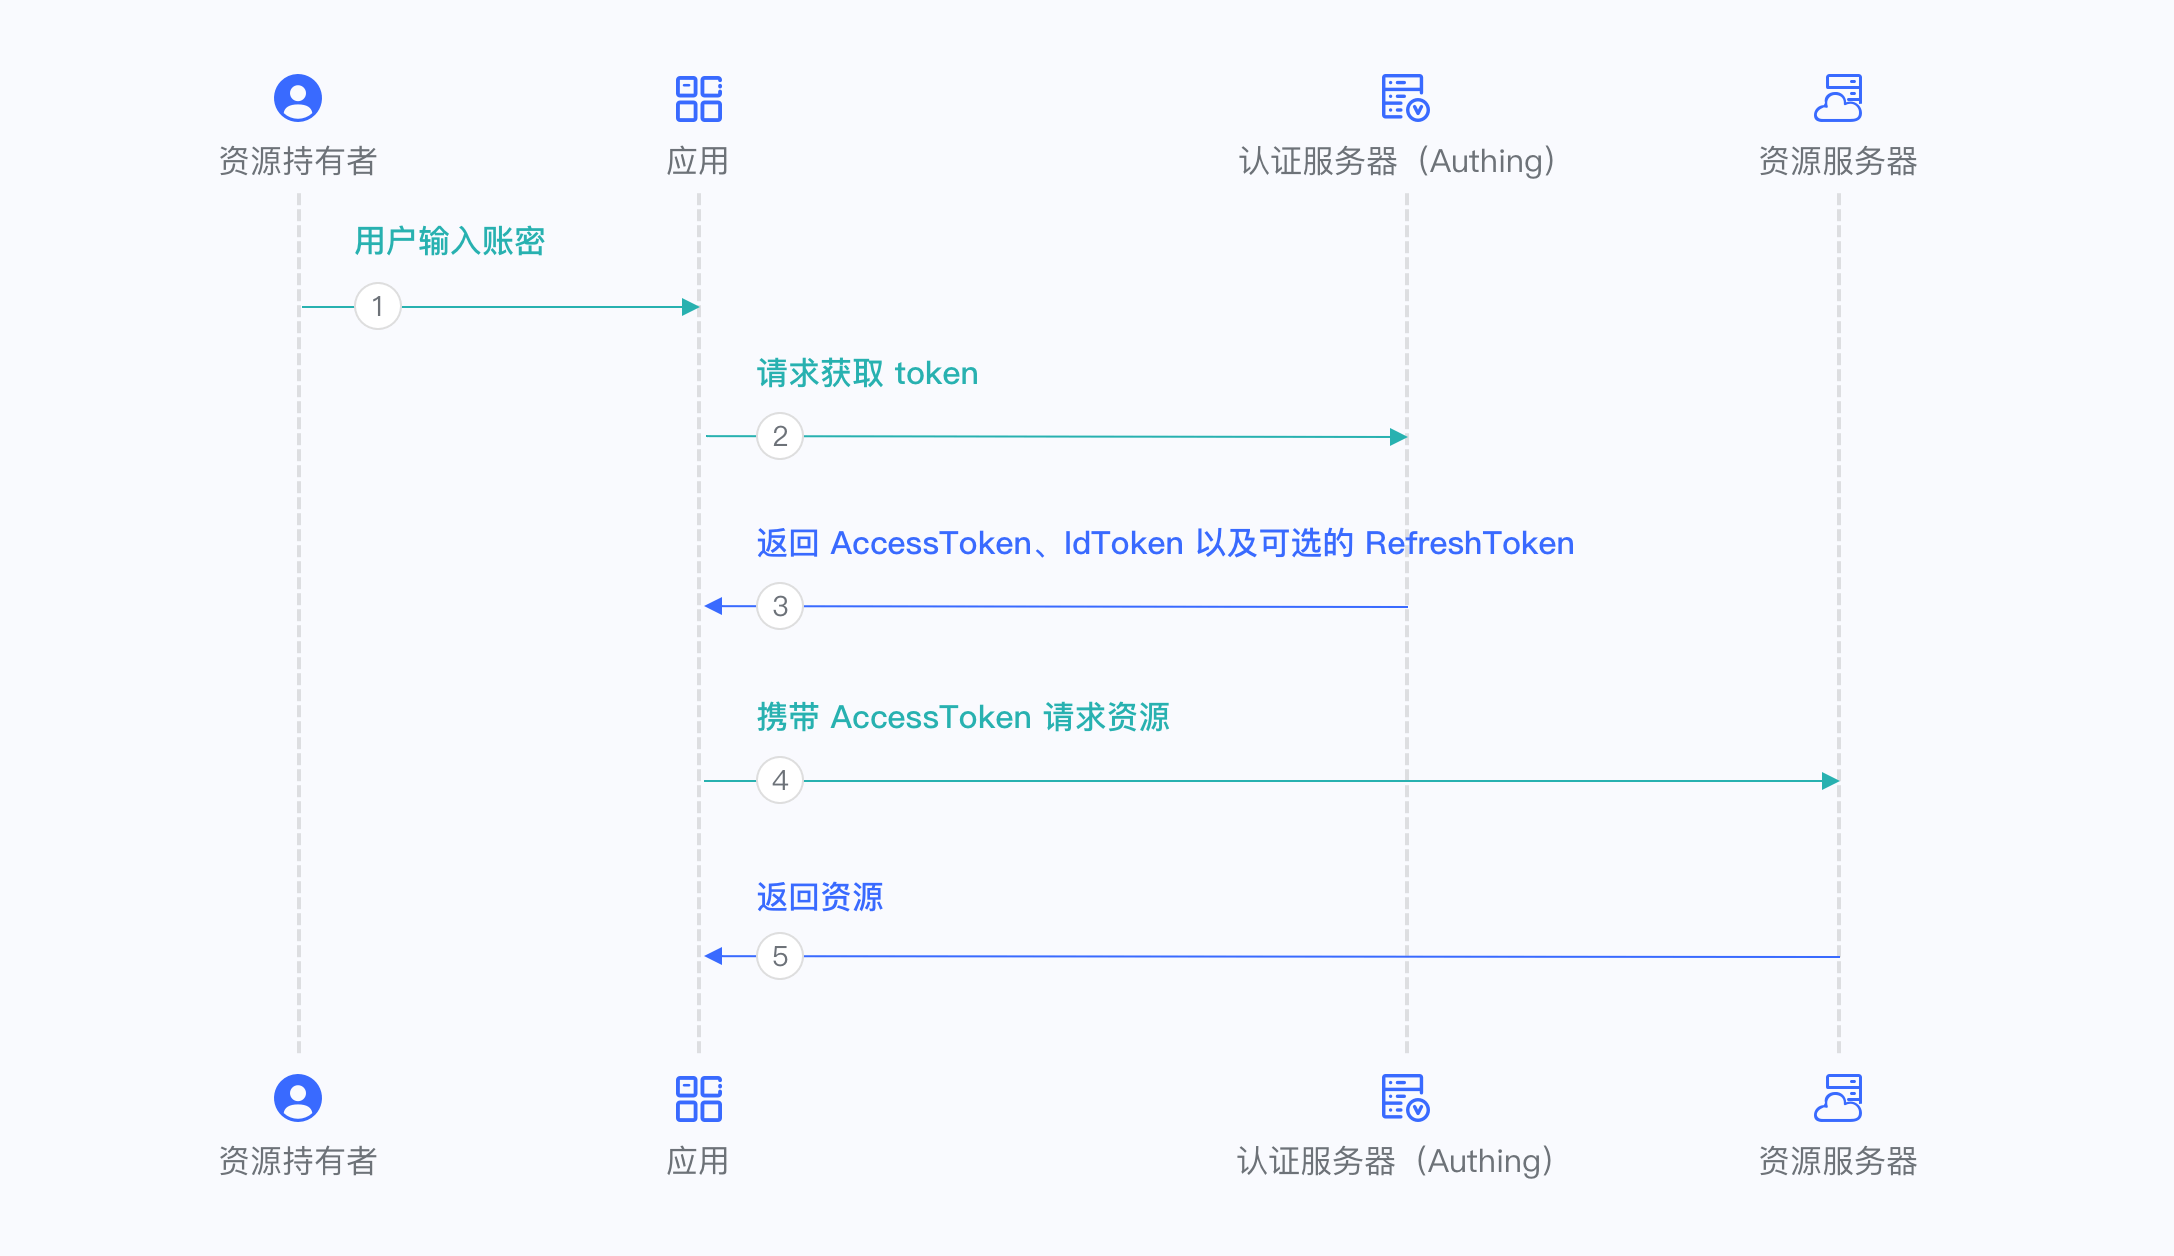 资源持有者
应用
认证服务器（Authing）
资源服务器
用户输入账密
1
请求获取 token
2
返回 AccessToken、IdToken 以及可选的 RefreshToken
3
携带 AccessToken 请求资源
4
返回资源
5
资源持有者
应用
认证服务器（Authing）
资源服务器